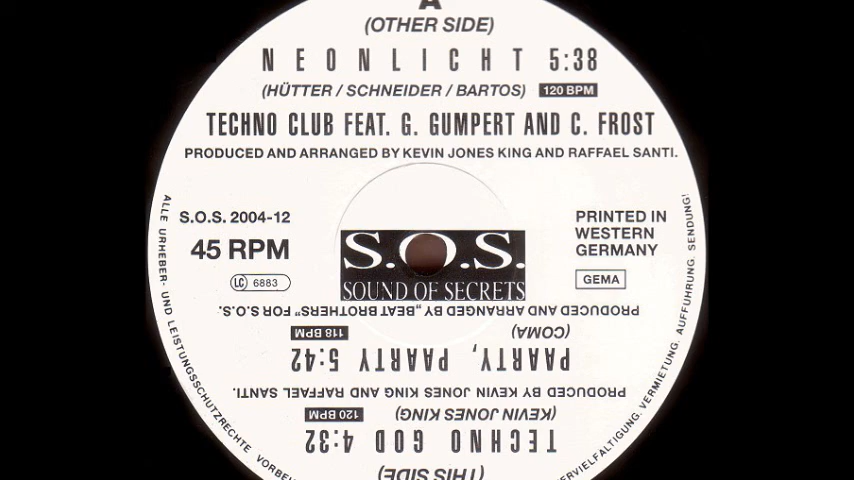 A
(OTHER SIDE)
NEONLICHT 5:38
(HÜTTER / SCHNEIDER / BARTOS) 120 BPM
TECHNO CLUB FEAT. G. GUMPERT AND C. FROST
PRODUCED AND ARRANGED BY KEVIN JONES KING AND RAFFAEL SANTI.
S.O.S. 2004-12
45 RPM
LC 6883
PRINTED IN
WESTERN
GERMANY
GEMA
S.O.S.
SOUND OF SECRETS
(THIS SIDE)
TECHNO GOD 4:32
(KEVIN JONES KING) 120 BPM
PRODUCED BY KEVIN JONES KING AND RAFFAEL SANTI.
PAARTY, PAARTY 5:42
(COMA) 118 BPM
PRODUCED AND ARRANGED BY „BEAT BROTHERS" FOR S.O.S.
ALLE URHEBER- UND LEISTUNGSSCHUTZRECHTE
VERMIETUNG. AUFFÜHRUNG. SENDUNG!